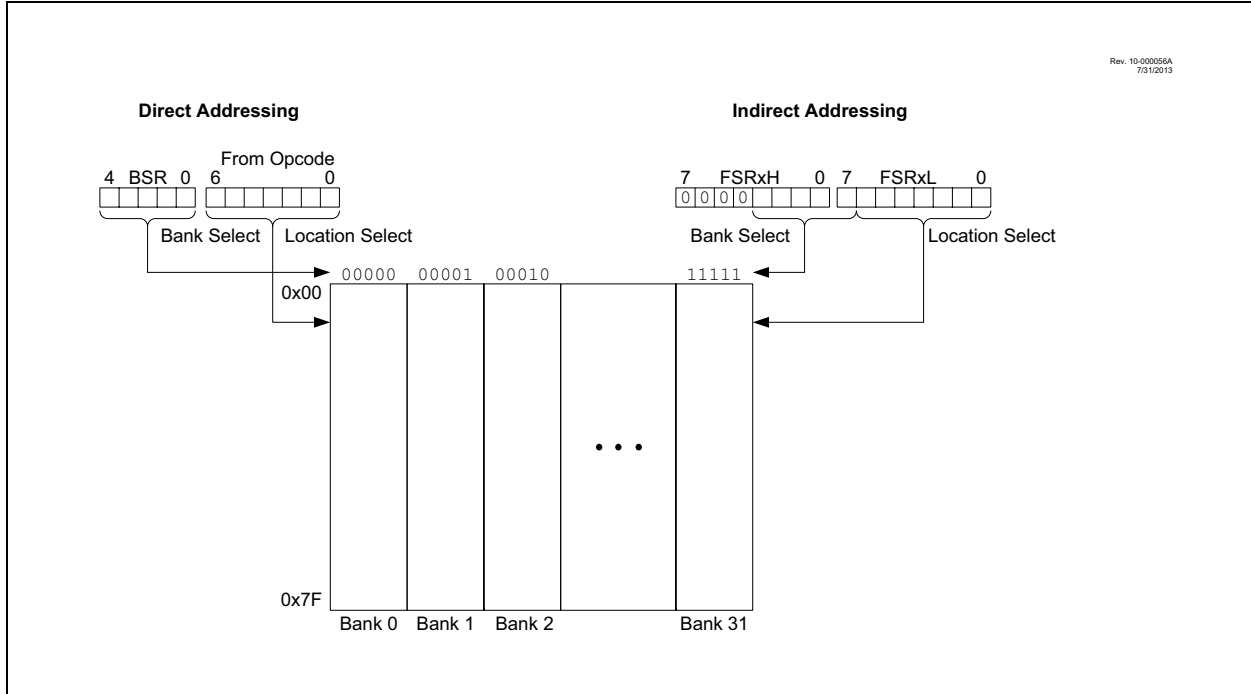 Rev. 10-000056A
7/31/2013
Direct Addressing
Indirect Addressing
From Opcode
4 BSR 0 6 0
7 FSRxH 0 7 FSRxL 0
0 0 0 0
Bank Select Location Select
Bank Select Location Select
00000 00001 00010 11111
0x00
. . .
0x7F
Bank 0 Bank 1 Bank 2 Bank 31